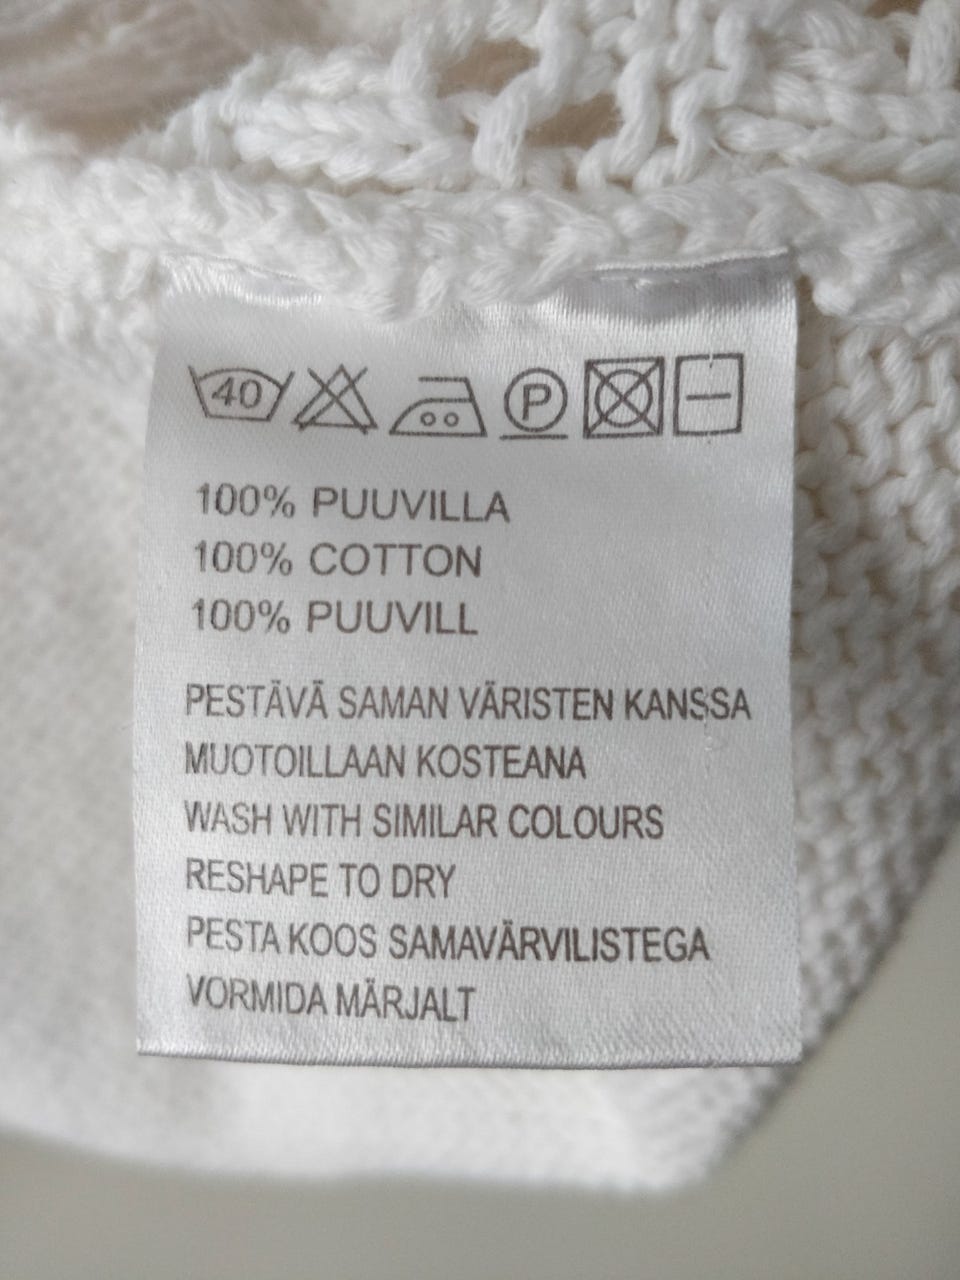 40 P
100% PUUVILLA
100% COTTON
100% PUUVILL
PESTÄVÄ SAMAN VÄRISTEN KANSSA
MUOTOILLAAN KOSTEANA
WASH WITH SIMILAR COLOURS
RESHAPE TO DRY
PESTA KOOS SAMAVÄRVILISTEGA
VORMIDA MÄRJALT